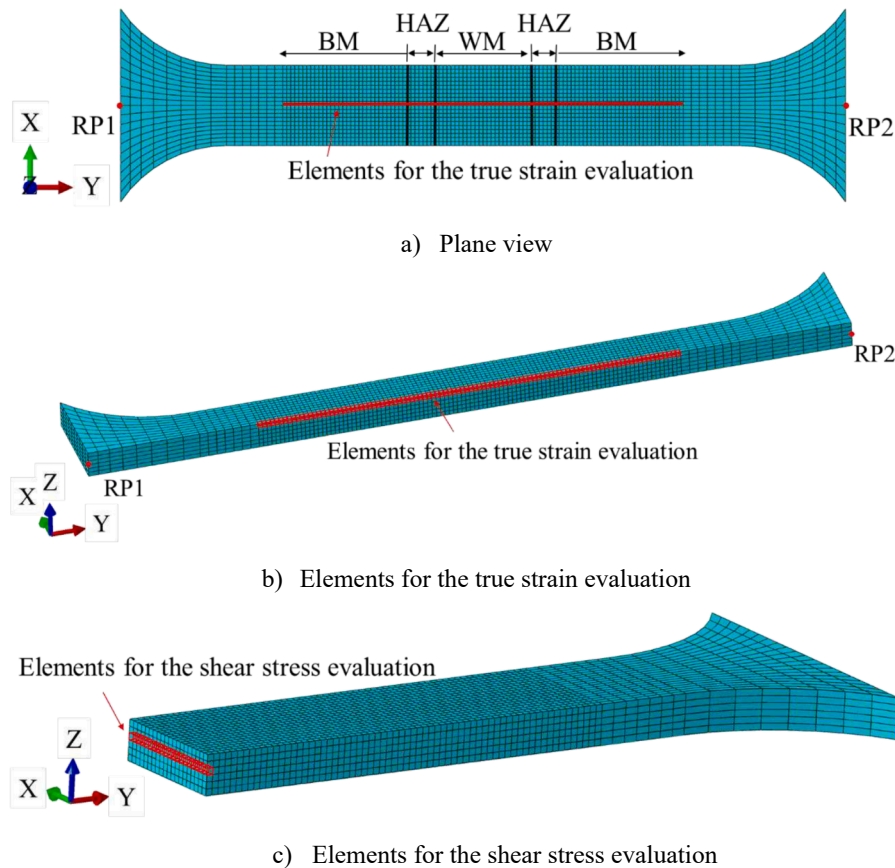 HAZ HAZ
BM WM BM
RP1 RP2
X
Z Y
Elements for the true strain evaluation
a) Plane view
RP2
Elements for the true strain evaluation
Z
X
RP1
Y
b) Elements for the true strain evaluation
Elements for the shear stress evaluation
Z
X Y
c) Elements for the shear stress evaluation